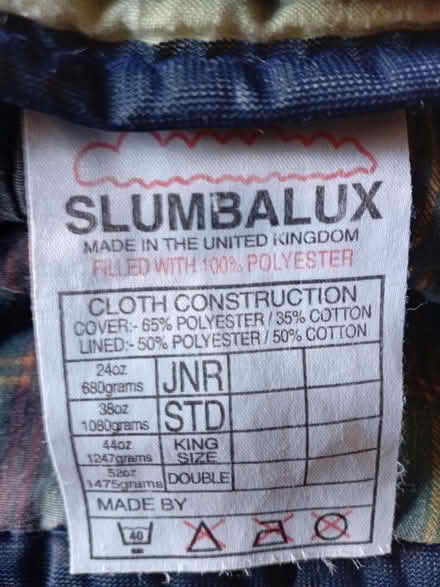 SLUMBALUX
MADE IN THE UNITED KINGDOM
FILLED WITH 100% POLYESTER
CLOTH CONSTRUCTION
COVER:- 65% POLYESTER / 35% COTTON
LINED:- 50% POLYESTER / 50% COTTON
24oz
680grams JNR
38oz
1080grams STD
44oz
1247grams KING SIZE
52oz
1475grams DOUBLE
MADE BY
40